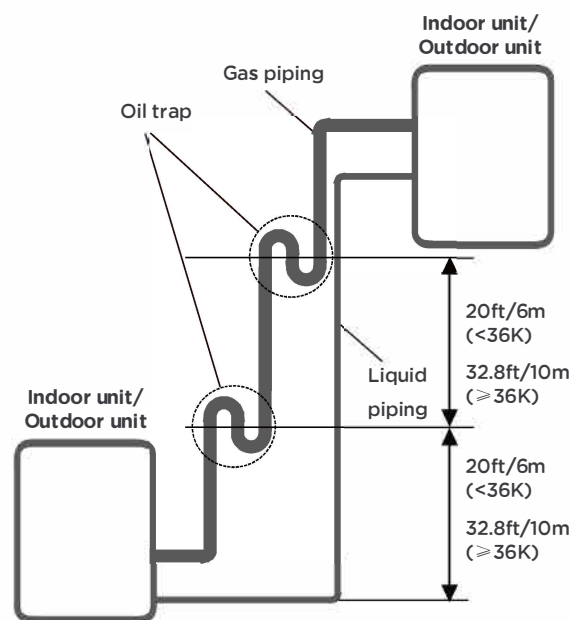 Indoor unit/
Outdoor unit
Gas piping
Oil trap
20ft/6m
(<36K)
32.8ft/10m
(≥36K)
Liquid
piping
Indoor unit/
Outdoor unit
20ft/6m
(<36K)
32.8ft/10m
(≥36K)